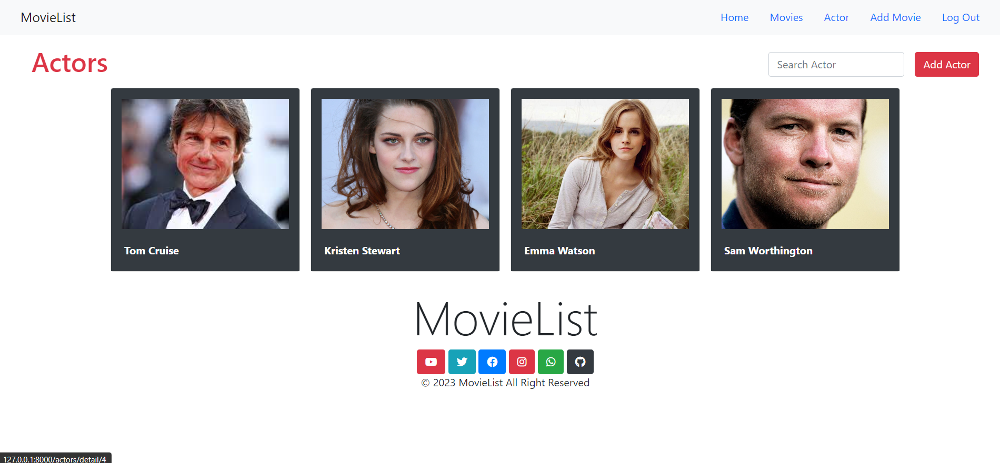 MovieList
Home Movies Actor Add Movie Log Out
Actors
Search Actor
Add Actor
Tom Cruise
Kristen Stewart
Emma Watson
Sam Worthington
MovieList
© 2023 MovieList All Right Reserved
127.0.0.1:8000/actors/detail/4